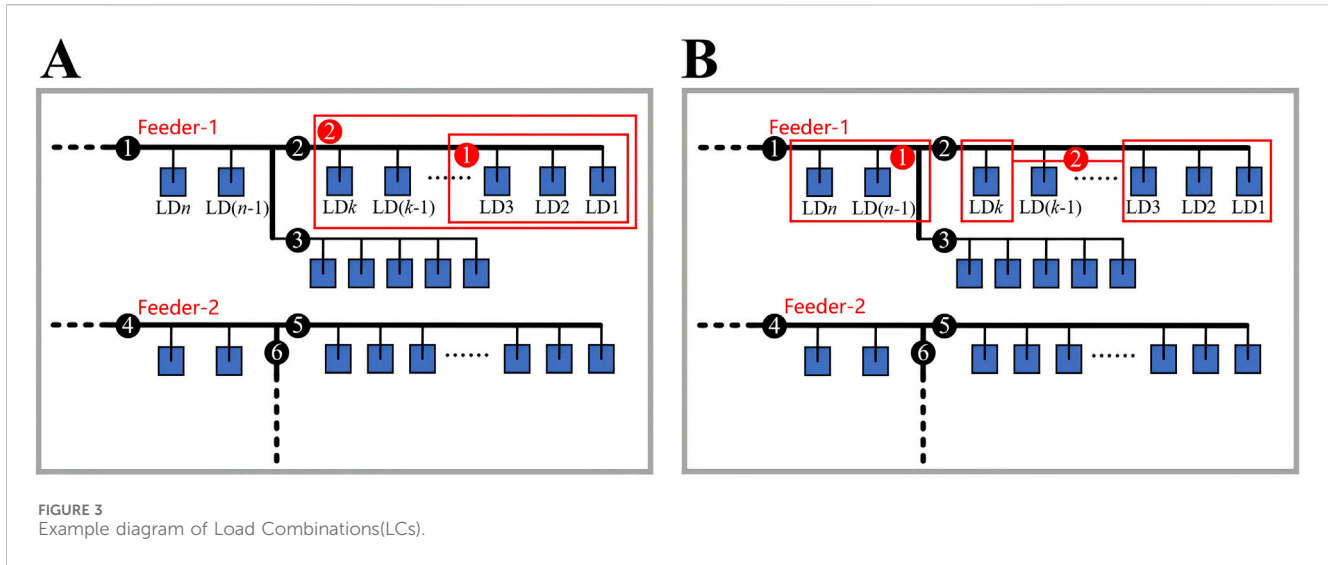 A
Feeder-1
1
2
2
1
......
LDn
LD(n-1)
LDk
LD(k-1)
LD3
LD2
LD1
3
Feeder-2
4
5
6
......
B
Feeder-1
1
1
2
2
......
LDn
LD(n-1)
LDk
LD(k-1)
LD3
LD2
LD1
3
Feeder-2
4
5
6
......
FIGURE 3
Example diagram of Load Combinations(LCs).